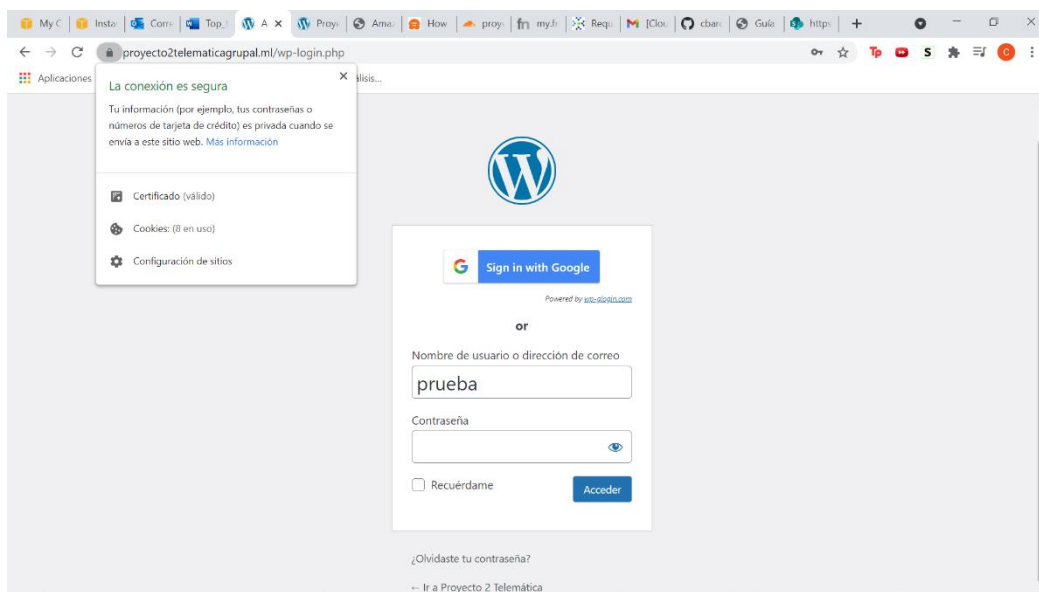 My C
Insta
Corre
Top_
A
Proye
Ama
How
proye
my.fr
Requ
[Clou
cbar
Guía
https
proyecto2telematicagrupal.ml/wp-login.php
Aplicaciones
álisis...
La conexión es segura
Tu información (por ejemplo, tus contraseñas o
números de tarjeta de crédito) es privada cuando se
envía a este sitio web. Más información
Certificado (válido)
Cookies: (8 en uso)
Configuración de sitios
Sign in with Google
Powered by wp-glogin.com
or
Nombre de usuario o dirección de correo
prueba
Contraseña
Recuérdame
Acceder
¿Olvidaste tu contraseña?
← Ir a Proyecto 2 Telemática